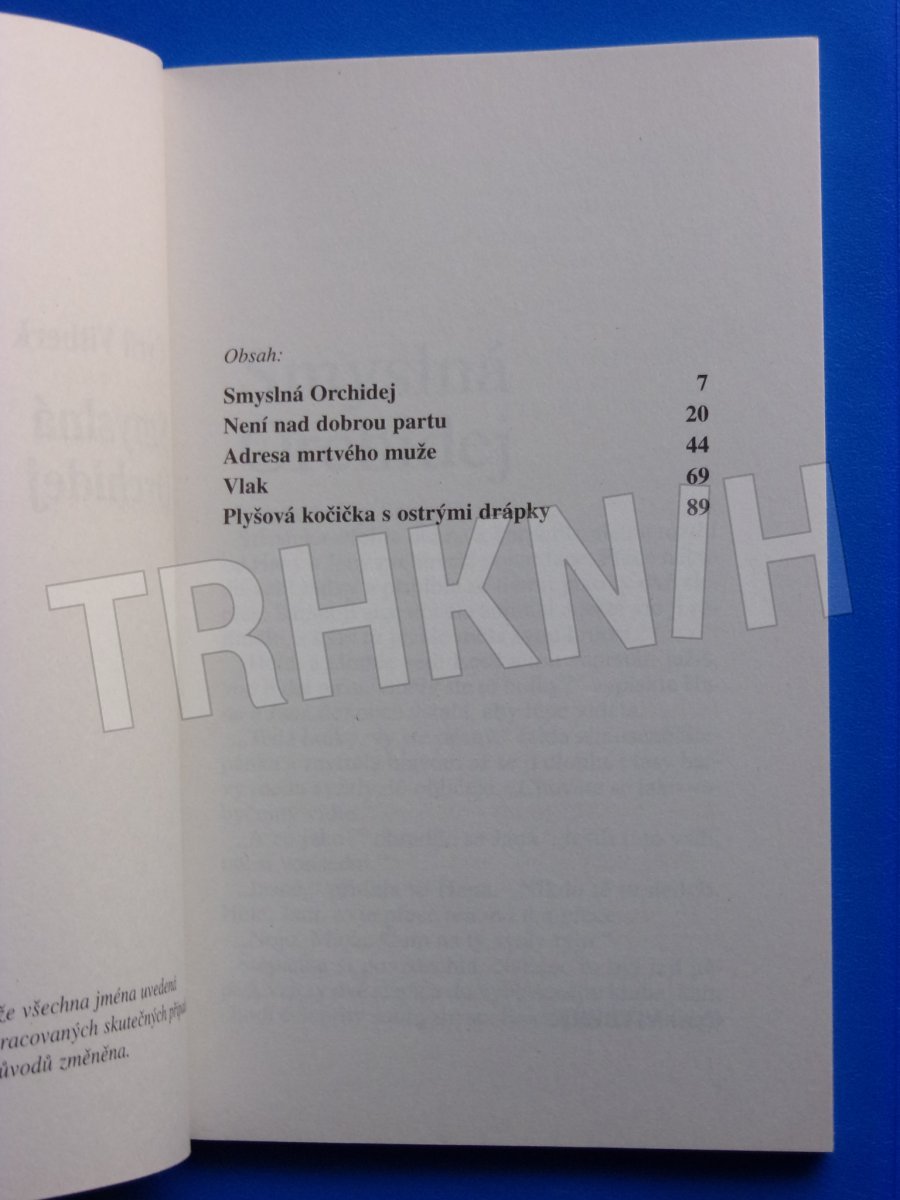 že všechna jména uvedená
racovaných skutečných přípa
ůvodů změněna.
Obsah:
Smyslná Orchidej 7
Není nad dobrou partu 20
Adresa mrtvého muže 44
Vlak 69
Plyšová kočička s ostrými drápky 89
TRHKNIH